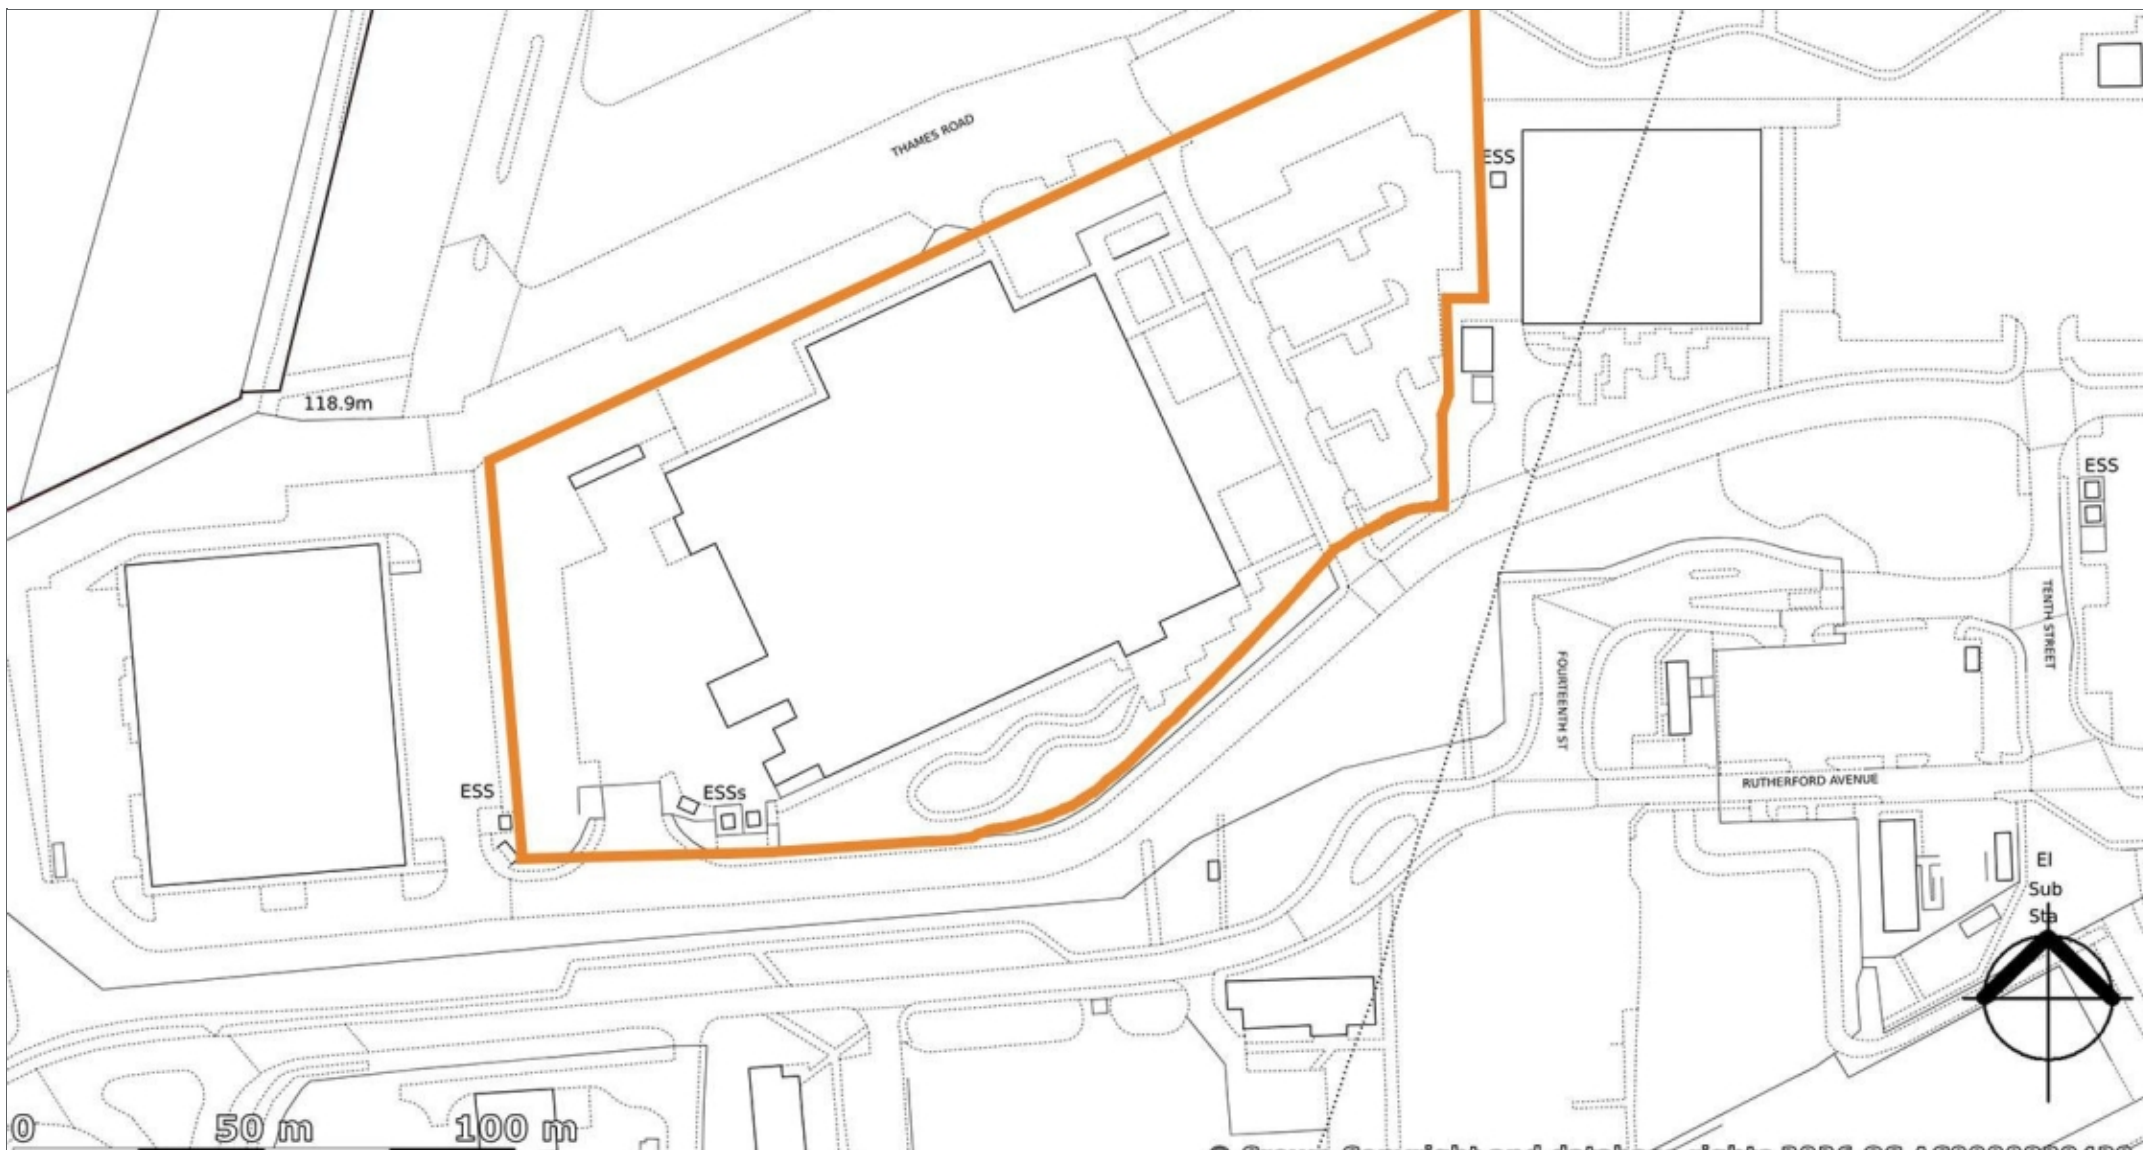 THAMES ROAD
ESS
118.9m
ESS
TENTH STREET
FOURTEENTH ST
RUTHERFORD AVENUE
ESS
ESSs
El
Sub
Sta
0 50 m 100 m